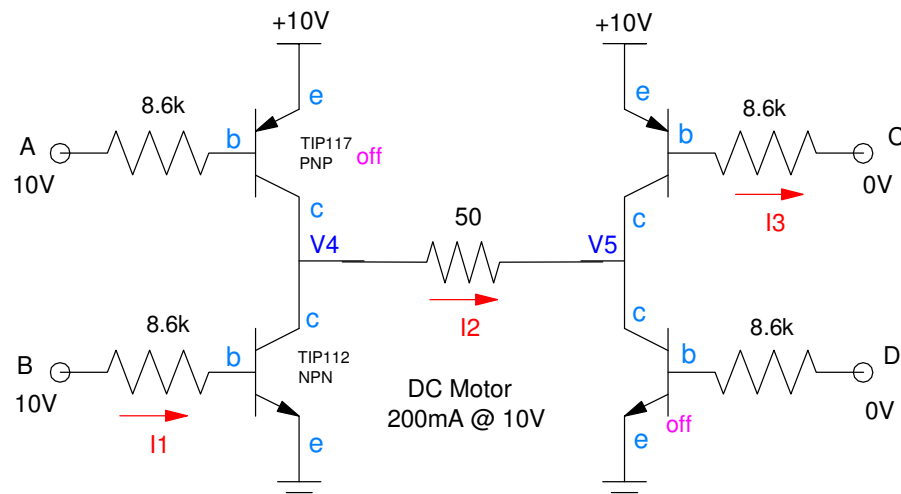 +10V
+10V
e
e
8.6k
8.6k
A
b
TIP117
PNP
off
b
C
10V
0V
c
50
c
I3
V4
V5
I2
8.6k
c
c
8.6k
B
b
TIP112
NPN
b
D
10V
DC Motor
200mA @ 10V
0V
I1
e
e
off